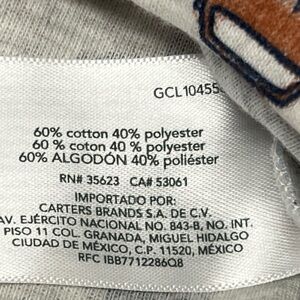 GCL10455
60% cotton 40% polyester
60 % coton 40 % polyester
60% ALGODÓN 40% poliéster
RN# 35623 CA# 53061
IMPORTADO POR:
CARTERS BRANDS S.A. DE C.V.
AV. EJÉRCITO NACIONAL NO. 843-B, NO. INT.
PISO 11 COL. GRANADA, MIGUEL HIDALGO
CIUDAD DE MÉXICO, C.P. 11520, MÉXICO
RFC IBB7712286Q8